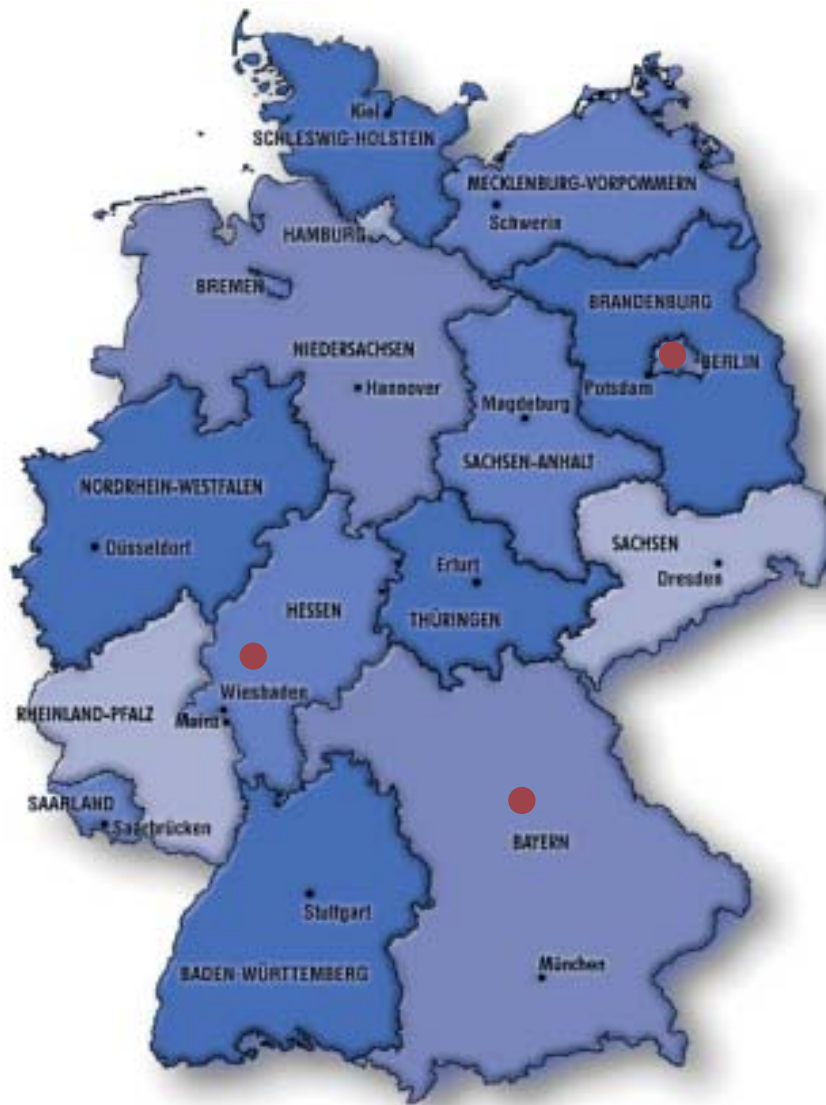 Kiel
SCHLESWIG-HOLSTEIN
MECKLENBURG-VORPOMMERN
Schwerin
HAMBURG
BREMEN
BRANDENBURG
NIEDERSACHSEN
BERLIN
Hannover
Potsdam
Magdeburg
SACHSEN-ANHALT
NORDRHEIN-WESTFALEN
Düsseldorf
SACHSEN
Erfurt
Dresden
HESSEN
THÜRINGEN
Wiesbaden
RHEINLAND-PFALZ
Mainz
SAARLAND
Saarbrücken
BAYERN
Stuttgart
BADEN-WÜRTTEMBERG
München